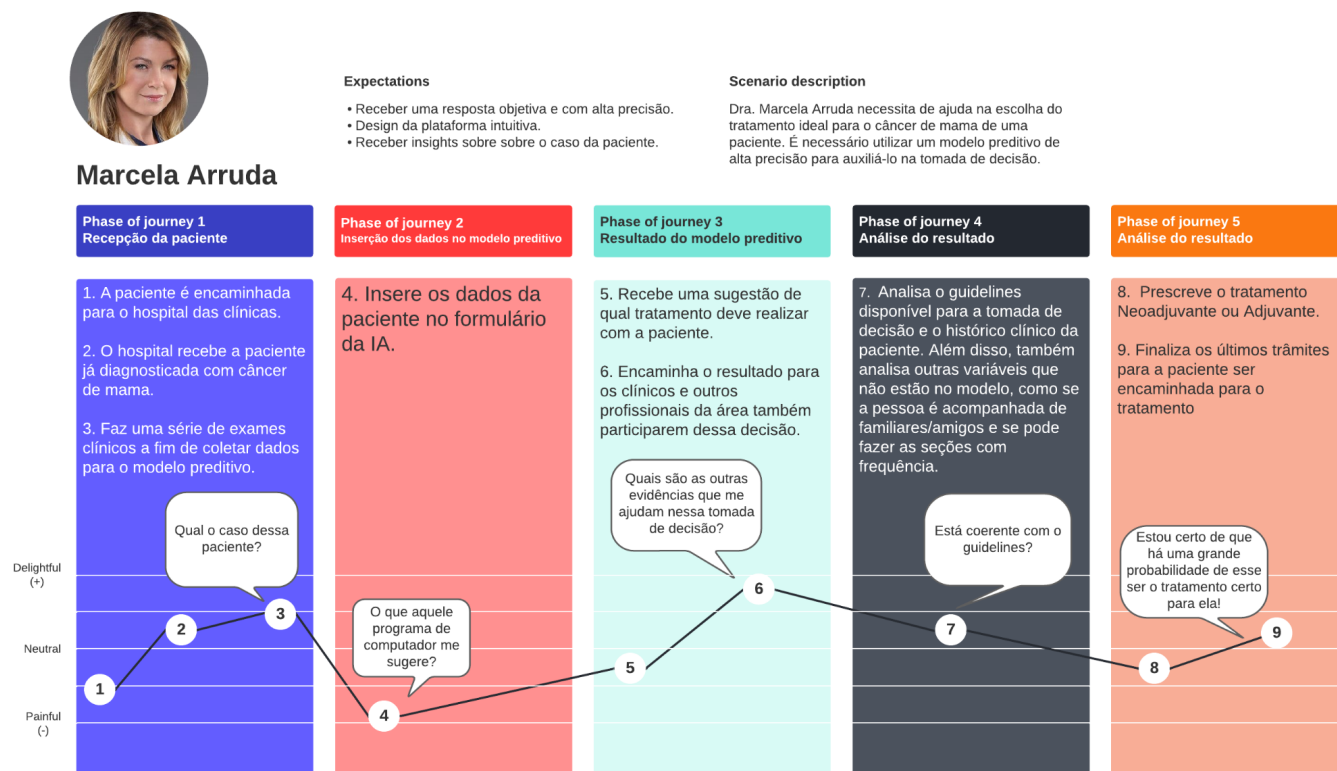 Marcela Arruda
Expectations
• Receber uma resposta objetiva e com alta precisão.
• Design da plataforma intuitiva.
• Receber insights sobre sobre o caso da paciente.
Scenario description
Dra. Marcela Arruda necessita de ajuda na escolha do
tratamento ideal para o câncer de mama de uma
paciente. É necessário utilizar um modelo preditivo de
alta precisão para auxiliá-lo na tomada de decisão.
Phase of journey 1
Recepção da paciente
1. A paciente é encaminhada
para o hospital das clínicas.
2. O hospital recebe a paciente
já diagnosticada com câncer
de mama.
3. Faz uma série de exames
clínicos a fim de coletar dados
para o modelo preditivo.
Qual o caso dessa
paciente?
Phase of journey 2
Inserção dos dados no modelo preditivo
4. Insere os dados da
paciente no formulário
da IA.
O que aquele
programa de
computador me
sugere?
Phase of journey 3
Resultado do modelo preditivo
5. Recebe uma sugestão de
qual tratamento deve realizar
com a paciente.
6. Encaminha o resultado para
os clínicos e outros
profissionais da área também
participarem dessa decisão.
Quais são as outras
evidências que me
ajudam nessa tomada
de decisão?
Phase of journey 4
Análise do resultado
7. Analisa o guidelines
disponível para a tomada de
decisão e o histórico clínico da
paciente. Além disso, também
analisa outras variáveis que
não estão no modelo, como se
a pessoa é acompanhada de
familiares/amigos e se pode
fazer as seções com
frequência.
Está coerente com o
guidelines?
Phase of journey 5
Análise do resultado
8. Prescreve o tratamento
Neoadjuvante ou Adjuvante.
9. Finaliza os últimos trâmites
para a paciente ser
encaminhada para o
tratamento
Estou certo de que
há uma grande
probabilidade de esse
ser o tratamento certo
para ela!
Delightful
(+)
Neutral
Painful
(-)
1
2
3
4
5
6
7
8
9